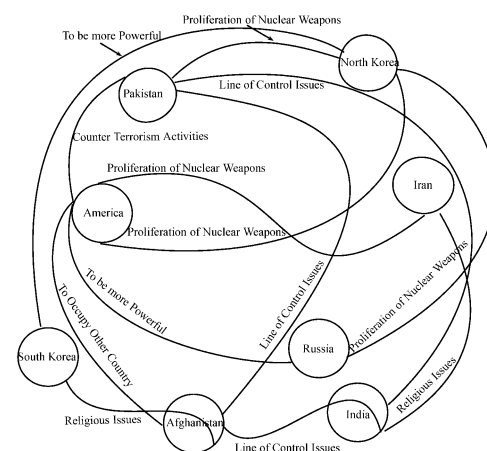 Proliferation of Nuclear Weapons
To be more Powerful
North Korea
Pakistan
Line of Control Issues
Counter Terrorism Activities
Proliferation of Nuclear Weapons
Iran
America
Proliferation of Nuclear Weapons
To be more Powerful
Line of Control Issues
Proliferation of Nuclear Weapons
To Occupy Other Country
Russia
South Korea
Religious Issues
Religious Issues
Afghanistan
India
Line of Control Issues